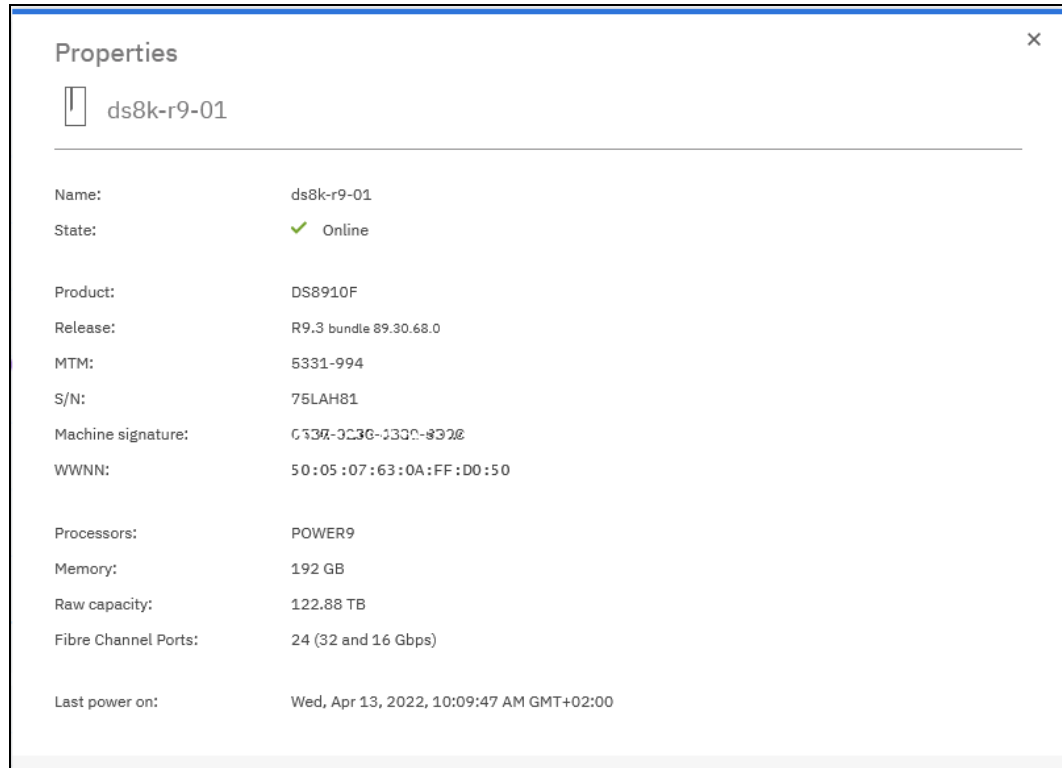 Properties
ds8k-r9-01
Name: ds8k-r9-01
State: Online
Product: DS8910F
Release: R9.3 bundle 89.30.68.0
MTM: 5331-994
S/N: 75LAH81
Machine signature:
WWNN: 50:05:07:63:0A:FF:D0:50
Processors: POWER9
Memory: 192 GB
Raw capacity: 122.88 TB
Fibre Channel Ports: 24 (32 and 16 Gbps)
Last power on: Wed, Apr 13, 2022, 10:09:47 AM GMT+02:00